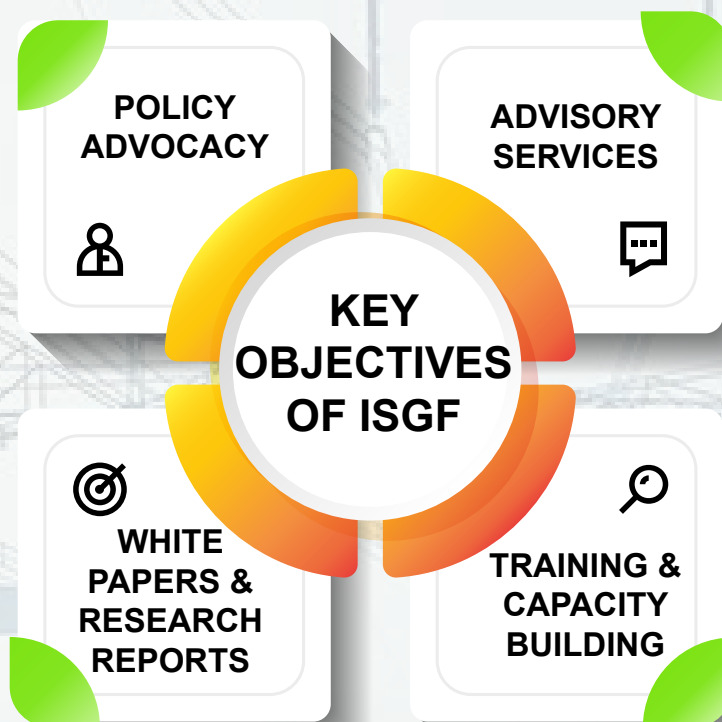 POLICY
ADVOCACY
ADVISORY
SERVICES
KEY
OBJECTIVES
OF ISGF
WHITE
PAPERS &
RESEARCH
REPORTS
TRAINING &
CAPACITY
BUILDING